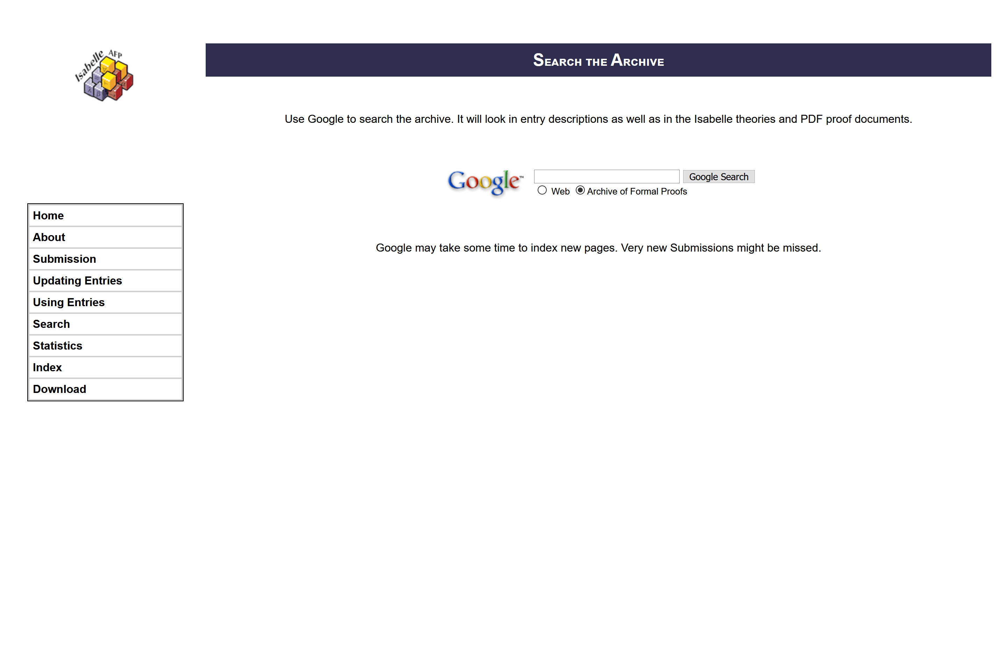 Isabelle AFP
Search the Archive
Use Google to search the archive. It will look in entry descriptions as well as in the Isabelle theories and PDF proof documents.
Google™ Google Search
Web Archive of Formal Proofs
Google may take some time to index new pages. Very new Submissions might be missed.
Home
About
Submission
Updating Entries
Using Entries
Search
Statistics
Index
Download